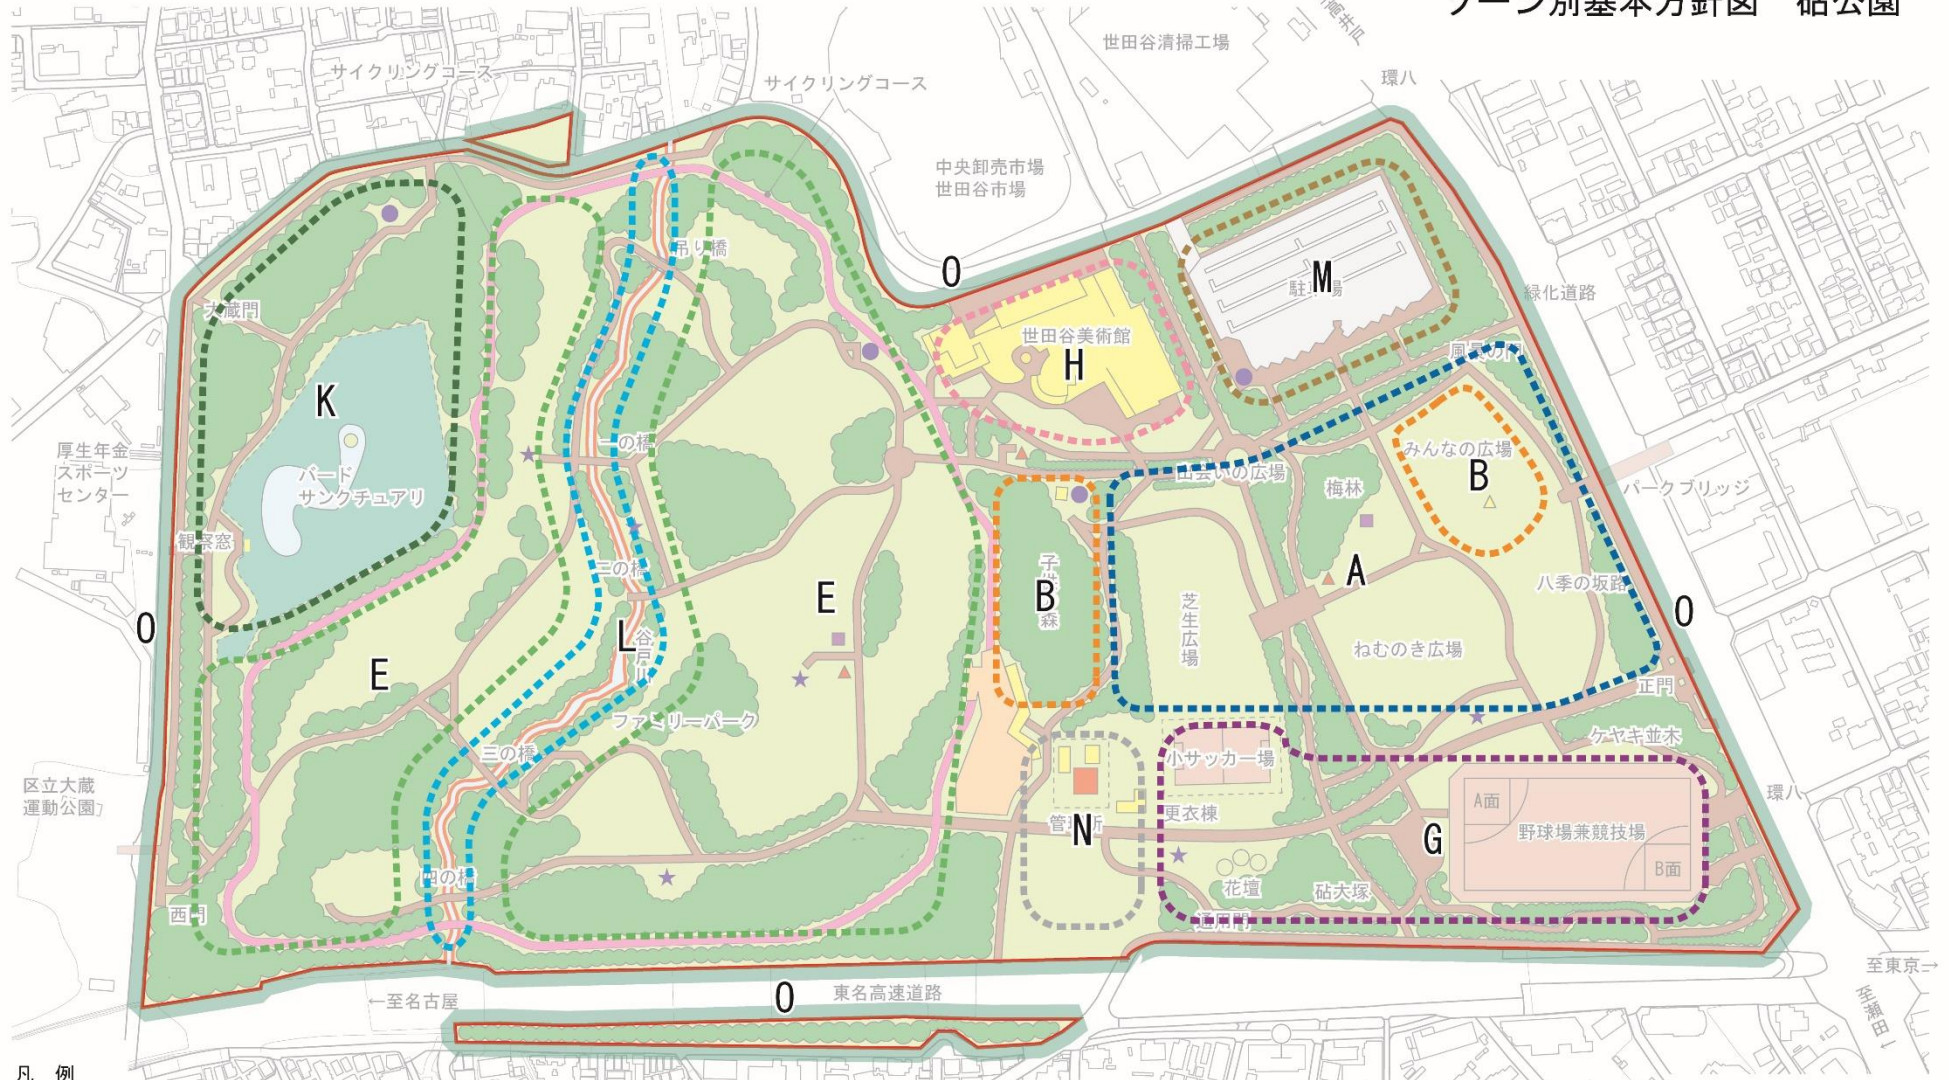 ゾーン別基本方針図 砧公園
世田谷清掃工場
高井戸
環八
サイクリングコース
サイクリングコース
中央卸売市場
世田谷市場
吊り橋
O
M
駐車場
緑化道路
大蔵門
世田谷美術館
H
風景の門
K
一の橋
みんなの広場
B
厚生年金
スポーツ
センター
バード
サンクチュアリ
出会いの広場
梅林
パークブリッジ
観察窓
二の橋
子供の森
B
A
八季の坂路
E
O
O
L
谷戸川
芝生広場
ねむのき広場
E
正門
ファミリーパーク
ケヤキ並木
三の橋
小サッカー場
区立大蔵
運動公園
環八
A面
更衣棟
管理所
N
G
野球場兼競技場
B面
四の橋
花壇
砧大塚
西門
通用門
至東京→
←至名古屋
O
東名高速道路
至瀬田→
凡 例